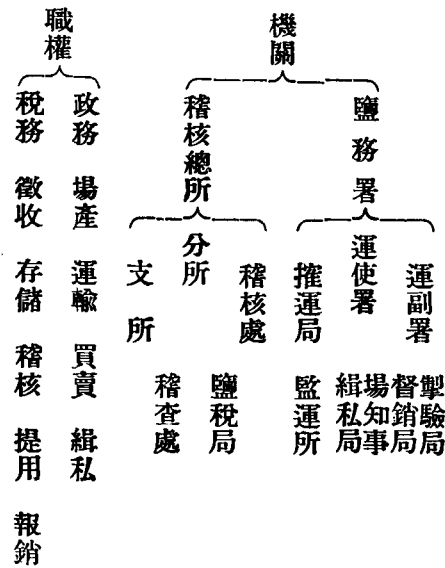 機關
鹽務署
運副署
運使署
搉運局
掣驗局
督銷局
場知事
緝私局
監運所
稽核總所
稽核處
分所
支所
鹽稅局
稽查處
職權
政務 場產 運輸 買賣 緝私
稅務 徵收 存儲 稽核 提用 報銷